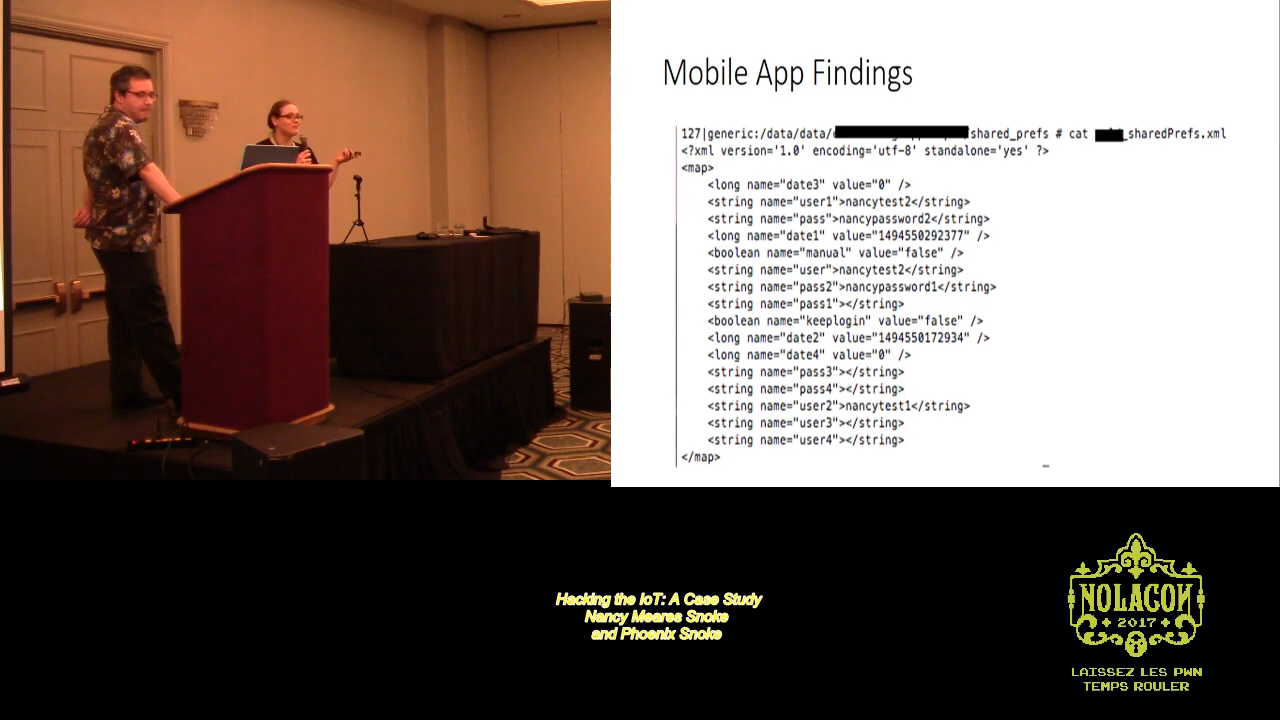 Mobile App Findings
127|generic:/data/data/ shared_prefs # cat _sharedPrefs.xml
<?xml version='1.0' encoding='utf-8' standalone='yes' ?>
<map>
<long name="date3" value="0" />
<string name="user1">nancytest2</string>
<string name="pass">nancypassword2</string>
<long name="date1" value="1494550292377" />
<boolean name="manual" value="false" />
<string name="user">nancytest2</string>
<string name="pass2">nancypassword1</string>
<string name="pass1"></string>
<boolean name="keeplogin" value="false" />
<long name="date2" value="1494550172934" />
<long name="date4" value="0" />
<string name="pass3"></string>
<string name="pass4"></string>
<string name="user2">nancytest1</string>
<string name="user3"></string>
<string name="user4"></string>
</map>
Hacking the IoT: A Case Study
Nancy Meares Snoke
and Phoenix Snoke
NOLACON
2017
LAISSEZ LES PWN
TEMPS ROULER